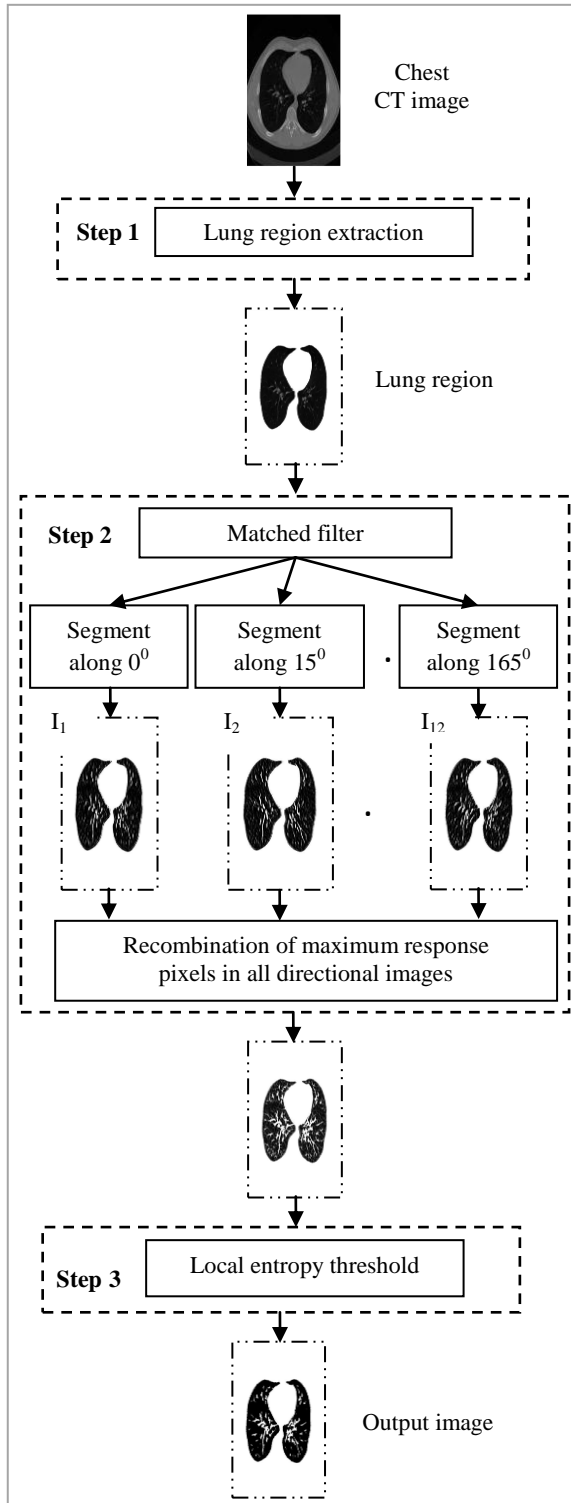 Chest
CT image
Step 1
Lung region extraction
Lung region
Step 2
Matched filter
Segment
along 0⁰
Segment
along 15⁰
.
Segment
along 165⁰
I₁
I₂
I₁₂
.
Recombination of maximum response
pixels in all directional images
Step 3
Local entropy threshold
Output image